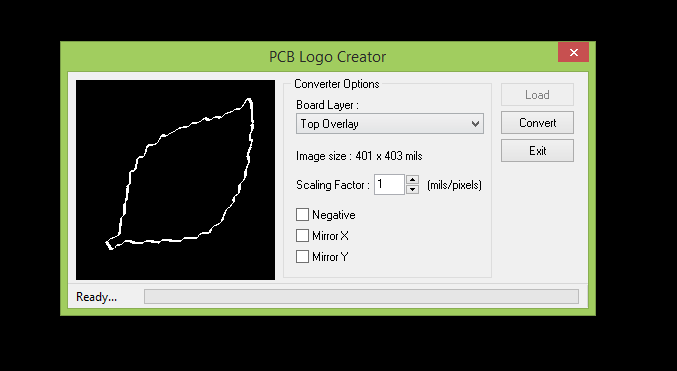 PCB Logo Creator
Converter Options
Board Layer :
Top Overlay
Image size : 401 x 403 mils
Scaling Factor : 1 (mils/pixels)
Negative
Mirror X
Mirror Y
Load
Convert
Exit
Ready...